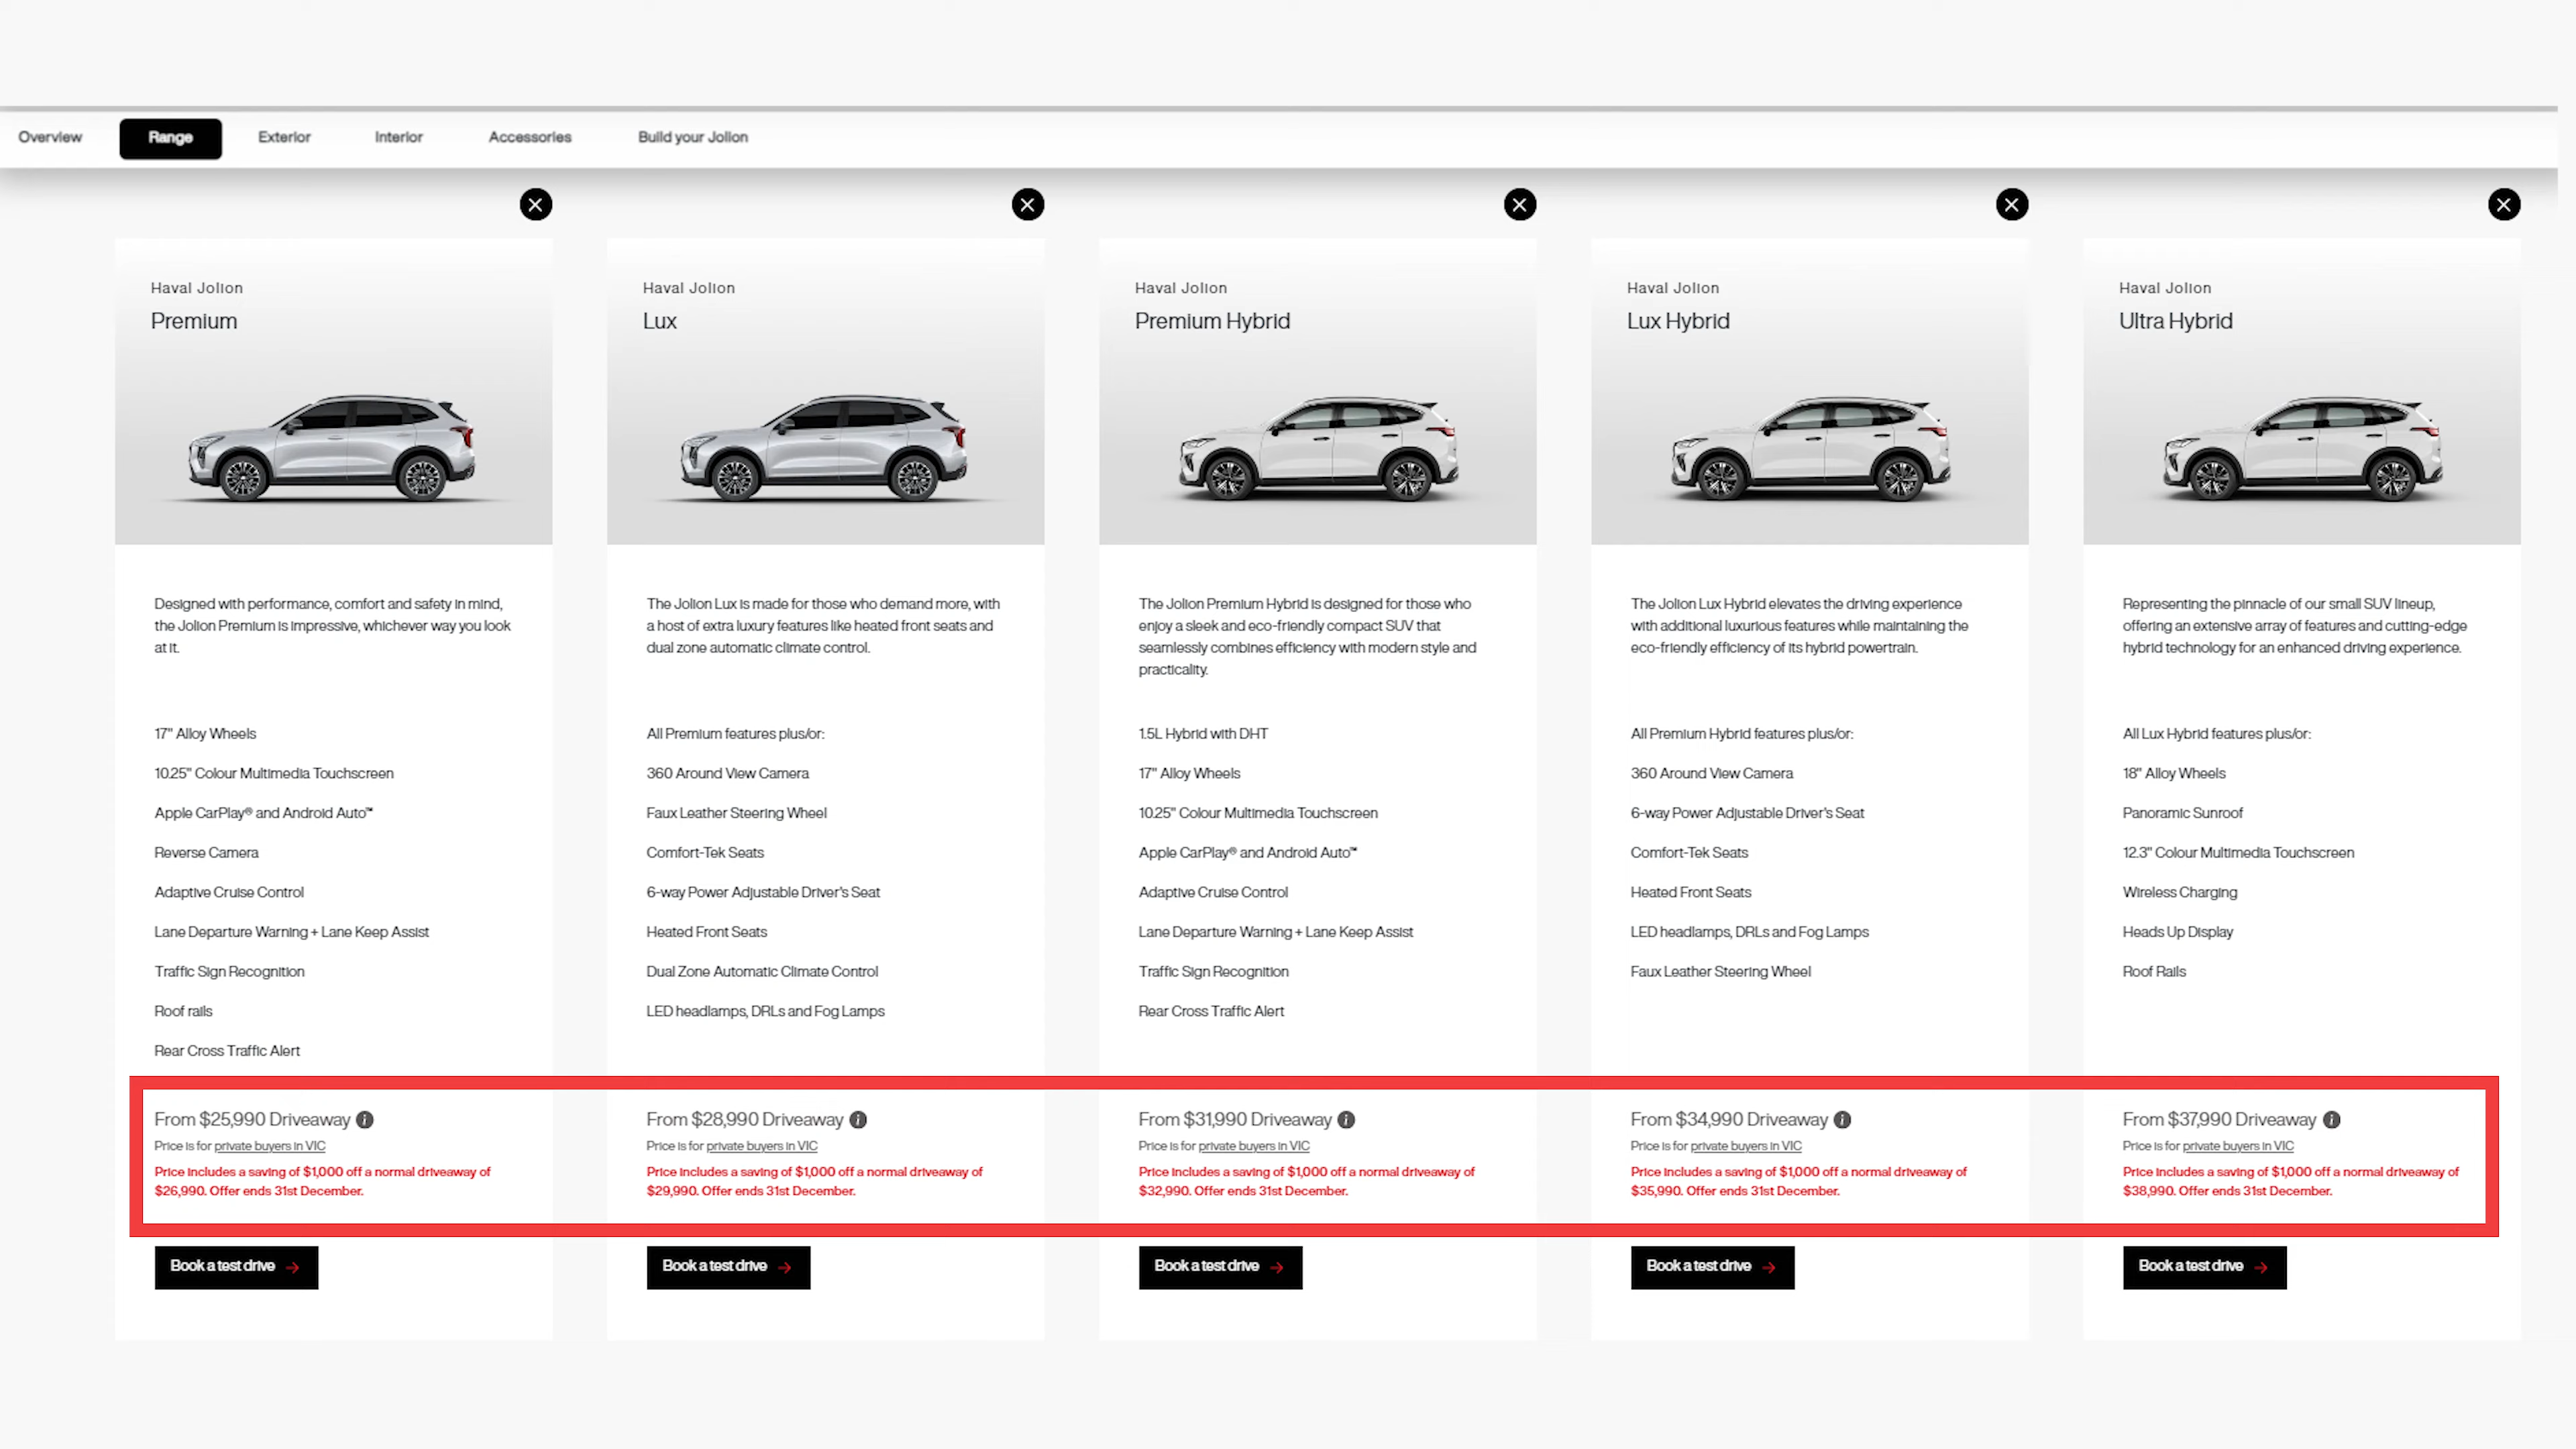 Overview
Range
Exterior
Interior
Accessories
Build your Jolion
Haval Jolion
Premium
Designed with performance, comfort and safety in mind,
the Jolion Premium is impressive, whichever way you look
at it.
17" Alloy Wheels
10.25" Colour Multimedia Touchscreen
Apple CarPlay® and Android Auto™
Reverse Camera
Adaptive Cruise Control
Lane Departure Warning + Lane Keep Assist
Traffic Sign Recognition
Roof rails
Rear Cross Traffic Alert
From $25,990 Driveaway i
Price is for private buyers in VIC
Price includes a saving of $1,000 off a normal driveaway of
$26,990. Offer ends 31st December.
Book a test drive →
Haval Jolion
Lux
The Jolion Lux is made for those who demand more, with
a host of extra luxury features like heated front seats and
dual zone automatic climate control.
All Premium features plus/or:
360 Around View Camera
Faux Leather Steering Wheel
Comfort-Tek Seats
6-way Power Adjustable Driver's Seat
Heated Front Seats
Dual Zone Automatic Climate Control
LED headlamps, DRLs and Fog Lamps
From $28,990 Driveaway i
Price is for private buyers in VIC
Price includes a saving of $1,000 off a normal driveaway of
$29,990. Offer ends 31st December.
Book a test drive →
Haval Jolion
Premium Hybrid
The Jolion Premium Hybrid is designed for those who
enjoy a sleek and eco-friendly compact SUV that
seamlessly combines efficiency with modern style and
practicality.
1.5L Hybrid with DHT
17" Alloy Wheels
10.25" Colour Multimedia Touchscreen
Apple CarPlay® and Android Auto™
Adaptive Cruise Control
Lane Departure Warning + Lane Keep Assist
Traffic Sign Recognition
Rear Cross Traffic Alert
From $31,990 Driveaway i
Price is for private buyers in VIC
Price includes a saving of $1,000 off a normal driveaway of
$32,990. Offer ends 31st December.
Book a test drive →
Haval Jolion
Lux Hybrid
The Jolion Lux Hybrid elevates the driving experience
with additional luxurious features while maintaining the
eco-friendly efficiency of its hybrid powertrain.
All Premium Hybrid features plus/or:
360 Around View Camera
6-way Power Adjustable Driver's Seat
Comfort-Tek Seats
Heated Front Seats
LED headlamps, DRLs and Fog Lamps
Faux Leather Steering Wheel
From $34,990 Driveaway i
Price is for private buyers in VIC
Price includes a saving of $1,000 off a normal driveaway of
$35,990. Offer ends 31st December.
Book a test drive →
Haval Jolion
Ultra Hybrid
Representing the pinnacle of our small SUV lineup,
offering an extensive array of features and cutting-edge
hybrid technology for an enhanced driving experience.
All Lux Hybrid features plus/or:
18" Alloy Wheels
Panoramic Sunroof
12.3" Colour Multimedia Touchscreen
Wireless Charging
Heads Up Display
Roof Rails
From $37,990 Driveaway i
Price is for private buyers in VIC
Price includes a saving of $1,000 off a normal driveaway of
$38,990. Offer ends 31st December.
Book a test drive →